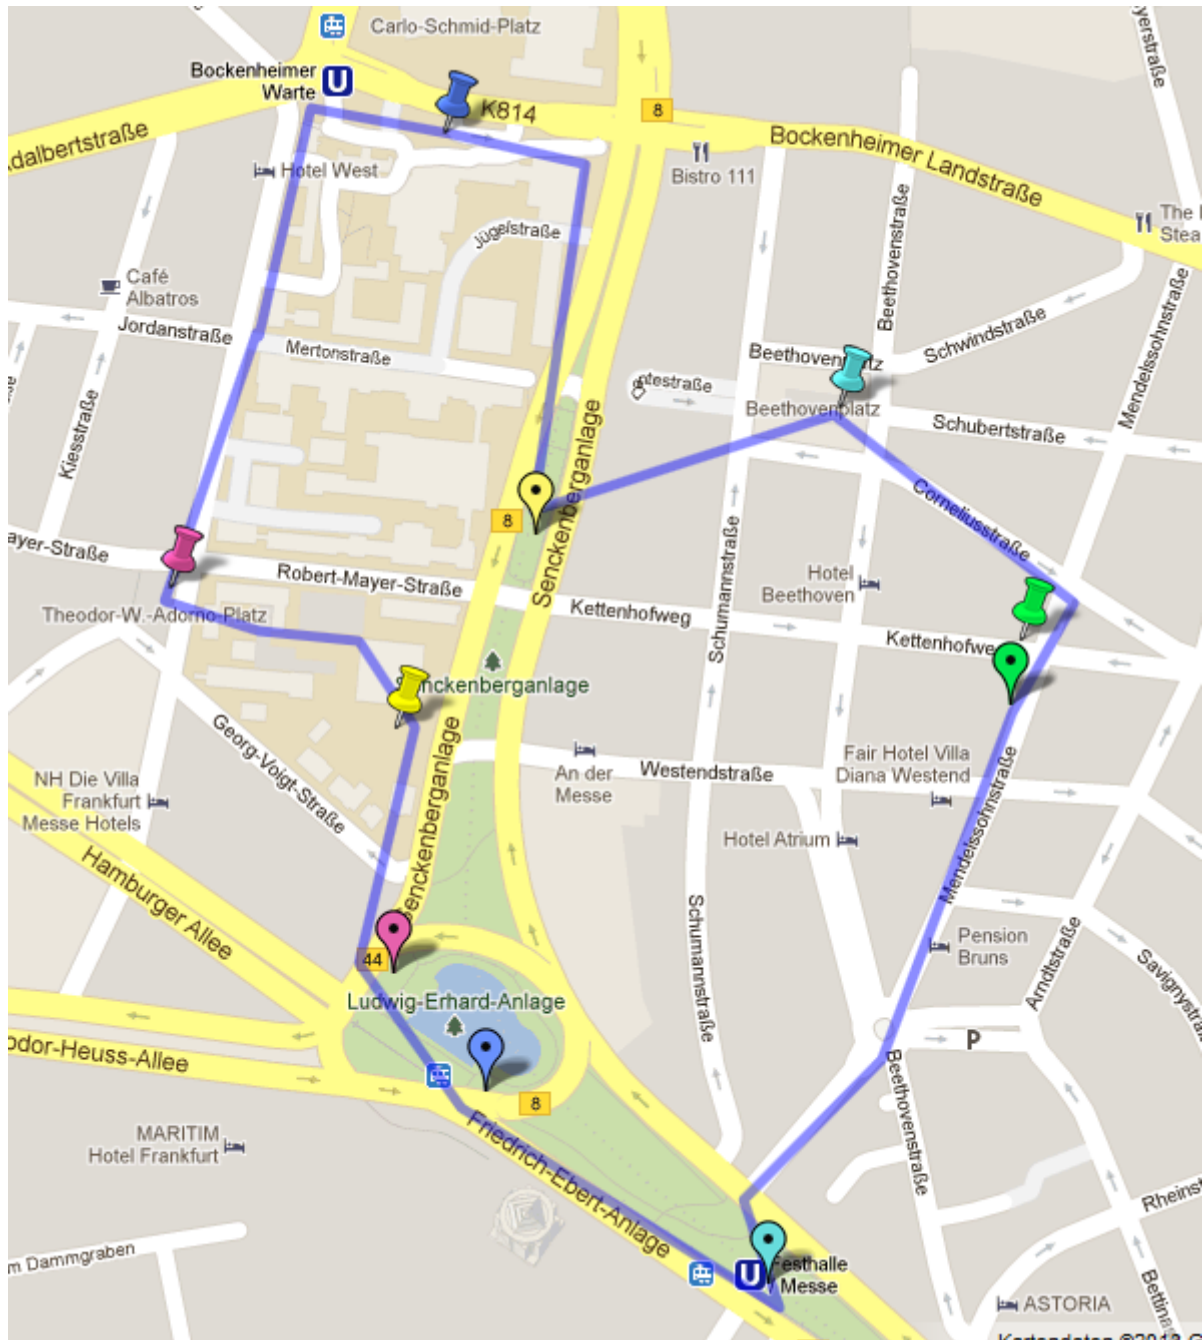 Carlo-Schmid-Platz
Bockenheimer
Warte
U
K814
8
Adalbertstraße
Bockenheimer Landstraße
Bistro 111
Hotel West
Jügelstraße
Beethovenstraße
The
Café
Albatros
Jordanstraße
Mertonstraße
Schwindstraße
Mendelssohnstraße
Beethovenplatz
Schubertstraße
Kiesstraße
Senckenberganlage
Corneliusstraße
8
Schumannstraße
Robert-Mayer-Straße
Hotel
Beethoven
Kettenhofweg
Theodor-W.-Adorno-Platz
Kettenhofweg
Senckenberganlage
Georg-Voigt-Straße
Senckenberganlage
An der
Messe
Westendstraße
Fair Hotel Villa
Diana Westend
NH Die Villa
Frankfurt
Messe Hotels
Hotel Atrium
Mendelssohnstraße
Hamburger Allee
Schumannstraße
Pension
Bruns
Arndtstraße
44
Ludwig-Erhard-Anlage
odor-Heuss-Allee
P
8
Beethovenstraße
MARITIM
Hotel Frankfurt
Friedrich-Ebert-Anlage
m Dammgraben
U
Festhalle
Messe
ASTORIA